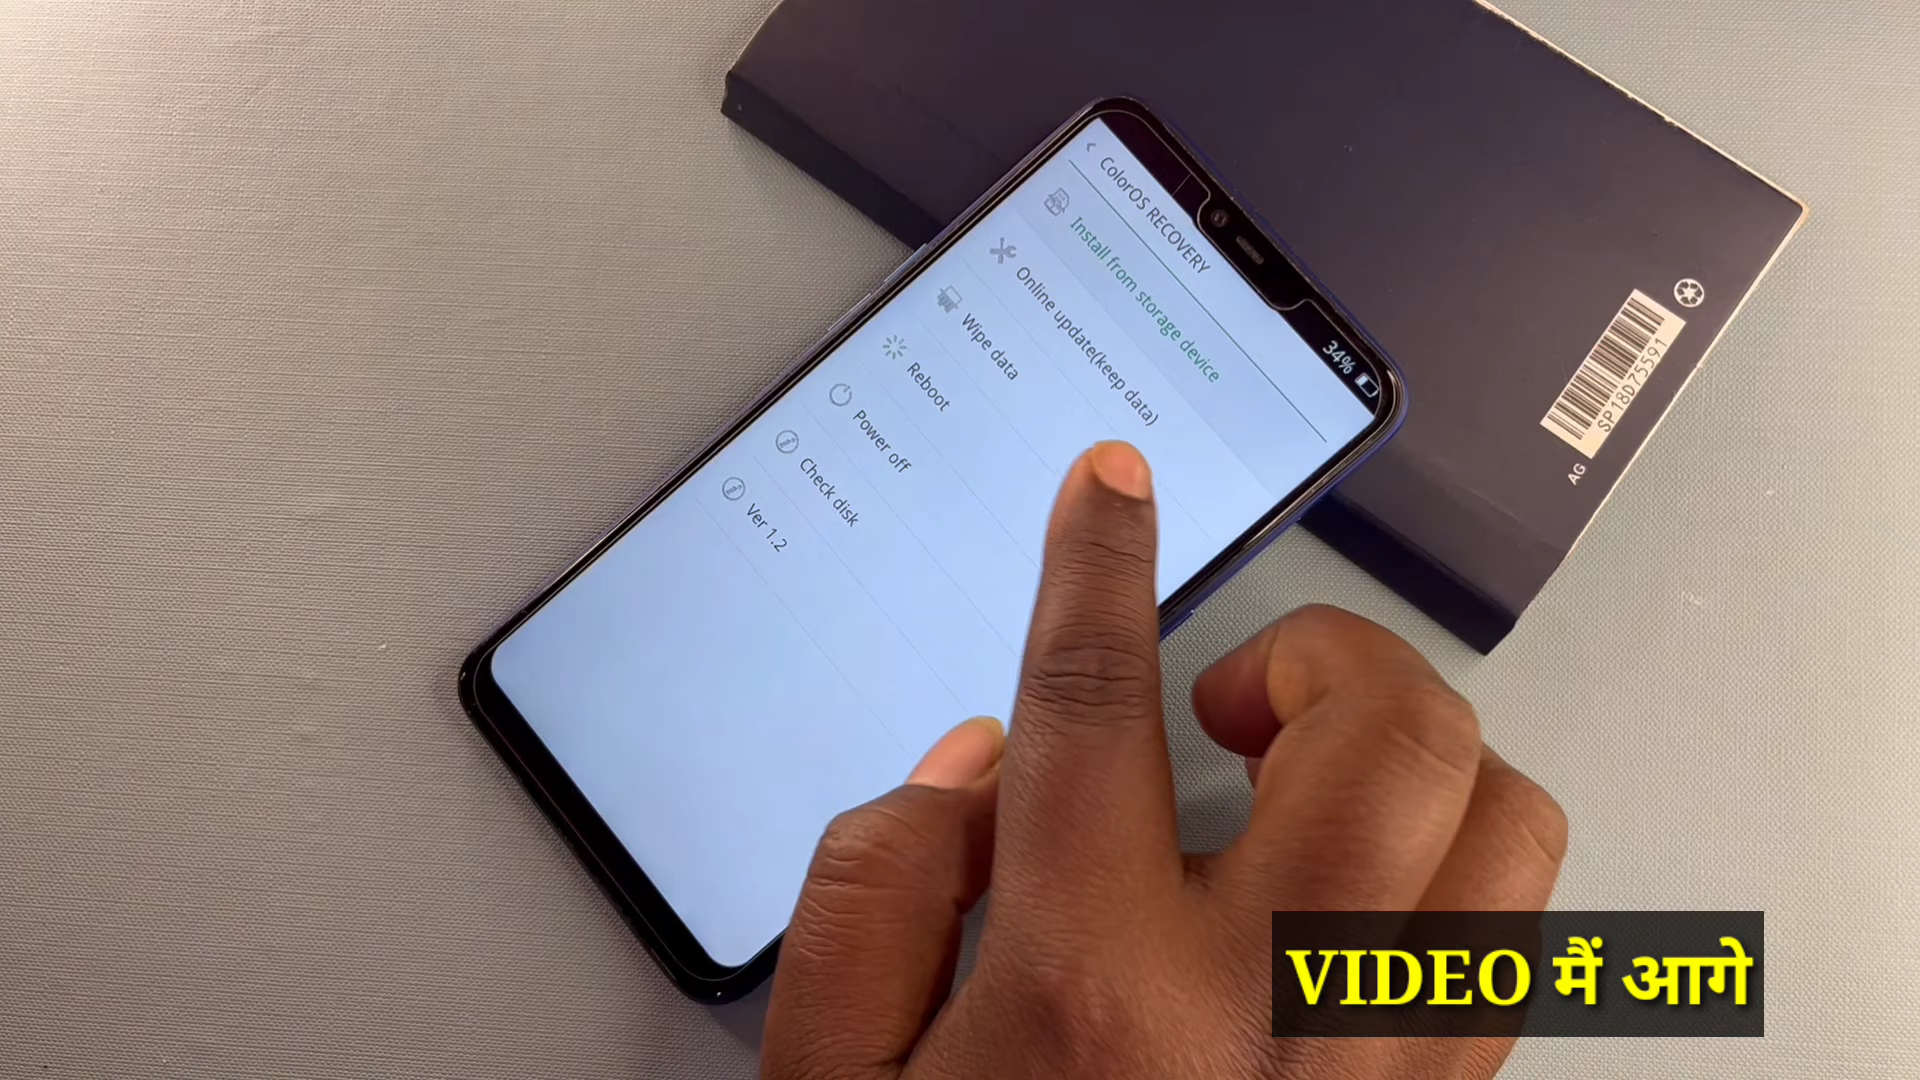 ColorOS RECOVERY
34%
Install from storage device
Online update(keep data)
Wipe data
Reboot
Power off
Check disk
Ver 1.2
SP18D75591
AG
VIDEO मैं आगे